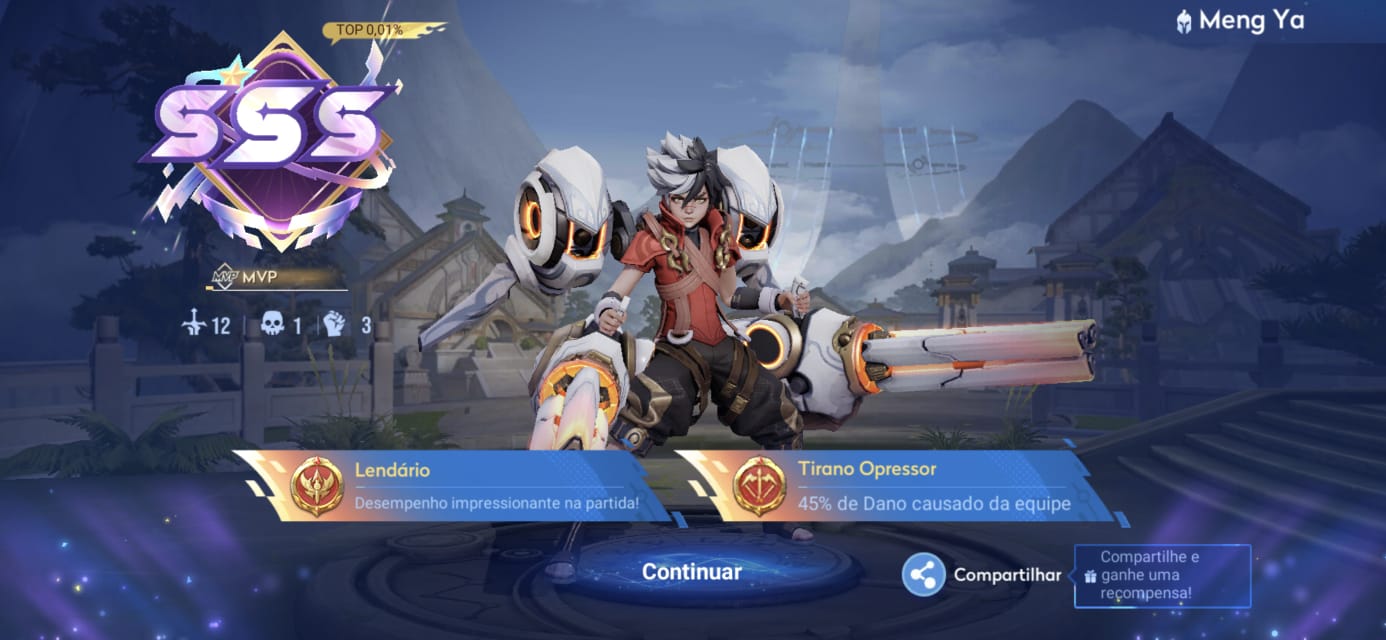 TOP 0,01%
Meng Ya
SSS
MVP MVP
12 1 3
Lendário
Desempenho impressionante na partida!
Tirano Opressor
45% de Dano causado da equipe
Continuar
Compartilhar
Compartilhe e
ganhe uma
recompensa!